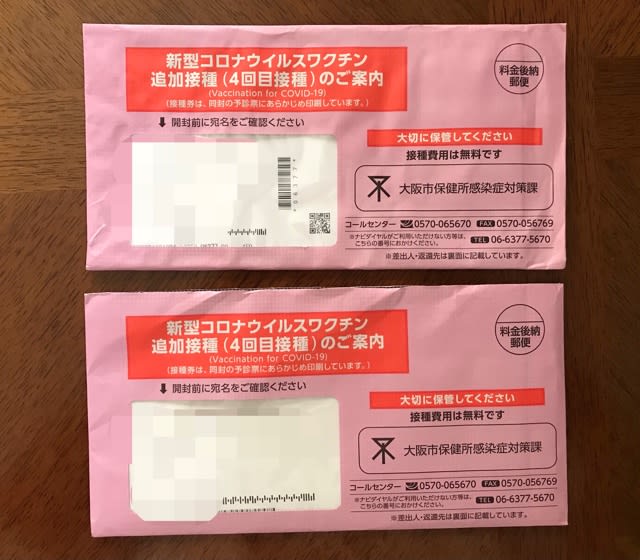 新型コロナウイルスワクチン
追加接種(4回目接種)のご案内
(Vaccination for COVID-19)
(接種券は、同封の予診票にあらかじめ印刷しています。)
⬇開封前に宛名をご確認ください
料金後納
郵便
大切に保管してください
接種費用は無料です
大阪市保健所感染症対策課
コールセンター 0570-065670 FAX 0570-056769
※ナビダイヤルがご利用いただけない方等は、
こちらの番号におかけください。 TEL 06-6377-5670
※差出人・返還先は裏面に記載しています。
新型コロナウイルスワクチン
追加接種(4回目接種)のご案内
(Vaccination for COVID-19)
(接種券は、同封の予診票にあらかじめ印刷しています。)
⬇開封前に宛名をご確認ください
料金後納
郵便
大切に保管してください
接種費用は無料です
大阪市保健所感染症対策課
コールセンター 0570-065670 FAX 0570-056769
※ナビダイヤルがご利用いただけない方等は、
こちらの番号におかけください。 TEL 06-6377-5670
※差出人・返還先は裏面に記載しています。